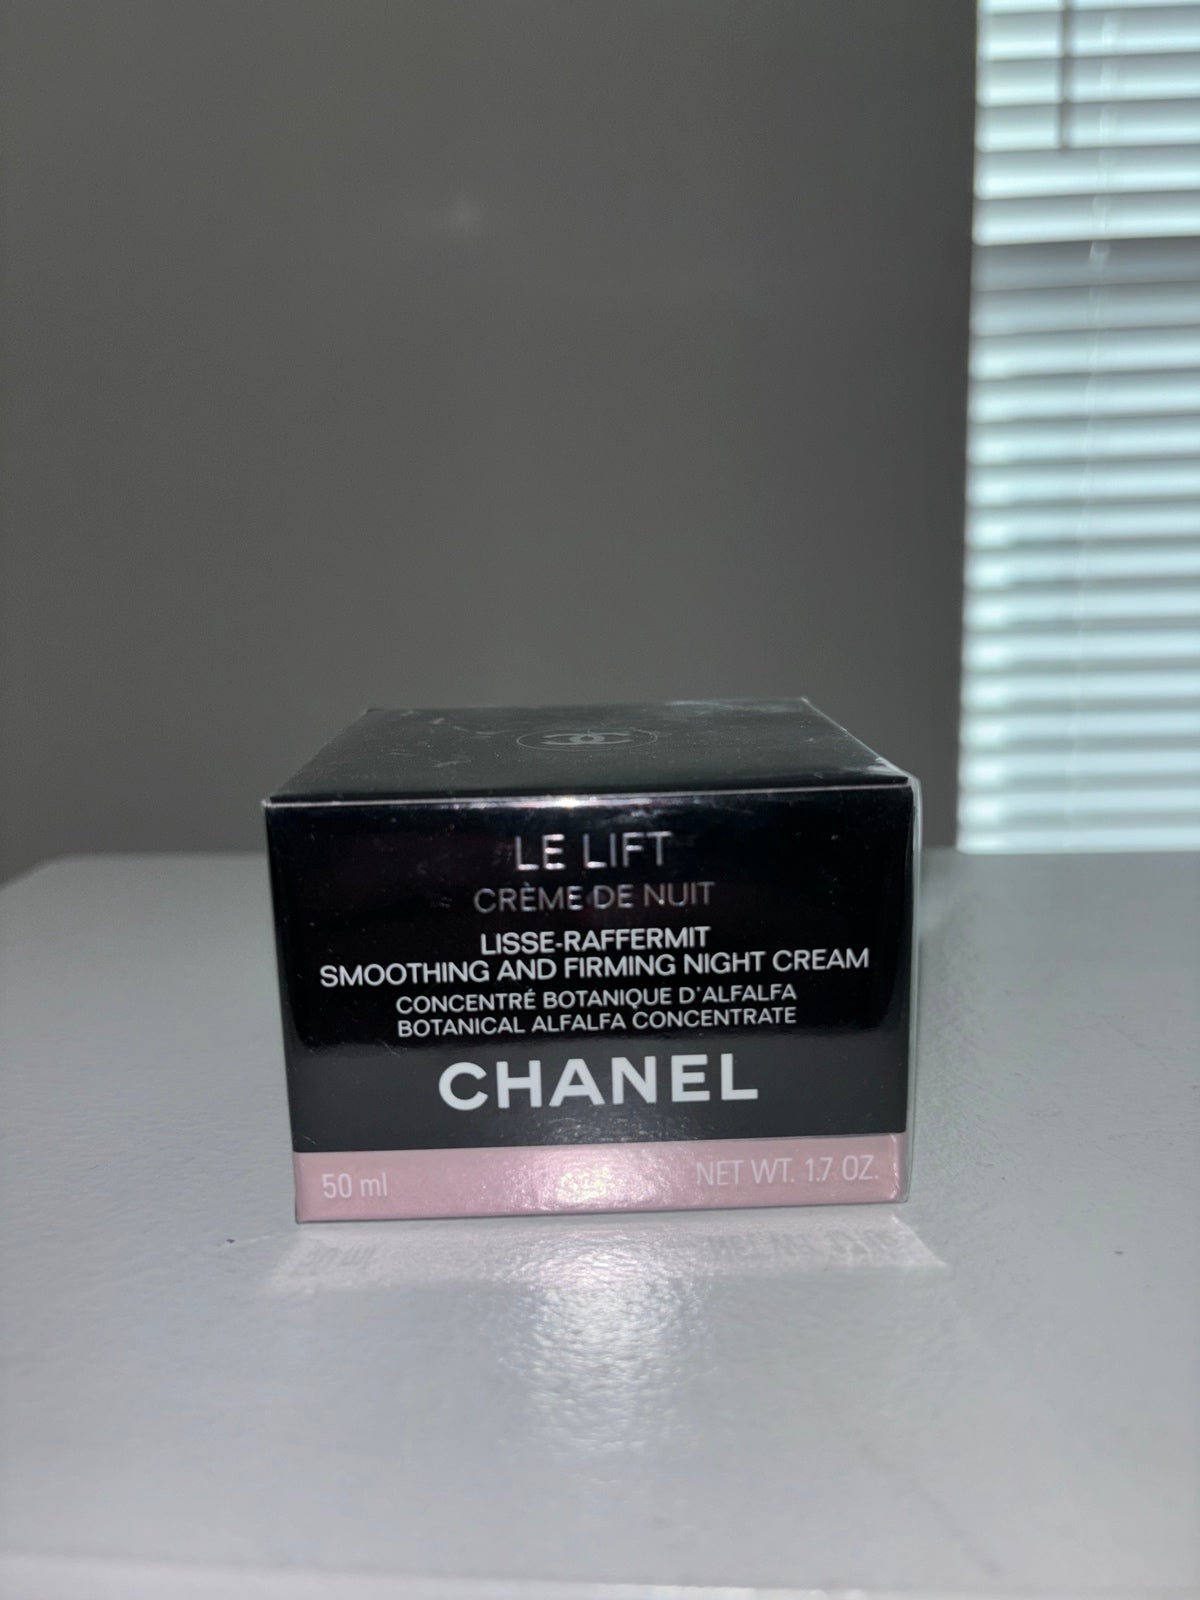 LE LIFT
CRÈME DE NUIT
LISSE-RAFFERMIT
SMOOTHING AND FIRMING NIGHT CREAM
CONCENTRÉ BOTANIQUE D'ALFALFA
BOTANICAL ALFALFA CONCENTRATE
CHANEL
50 ml NET WT. 1.7 OZ.